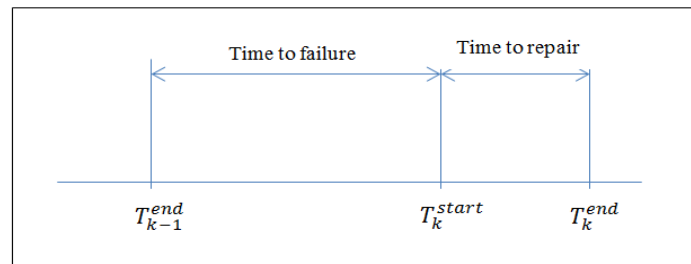 Time to failure
Time to repair
$T_{k-1}^{end}$
$T_k^{start}$
$T_k^{end}$